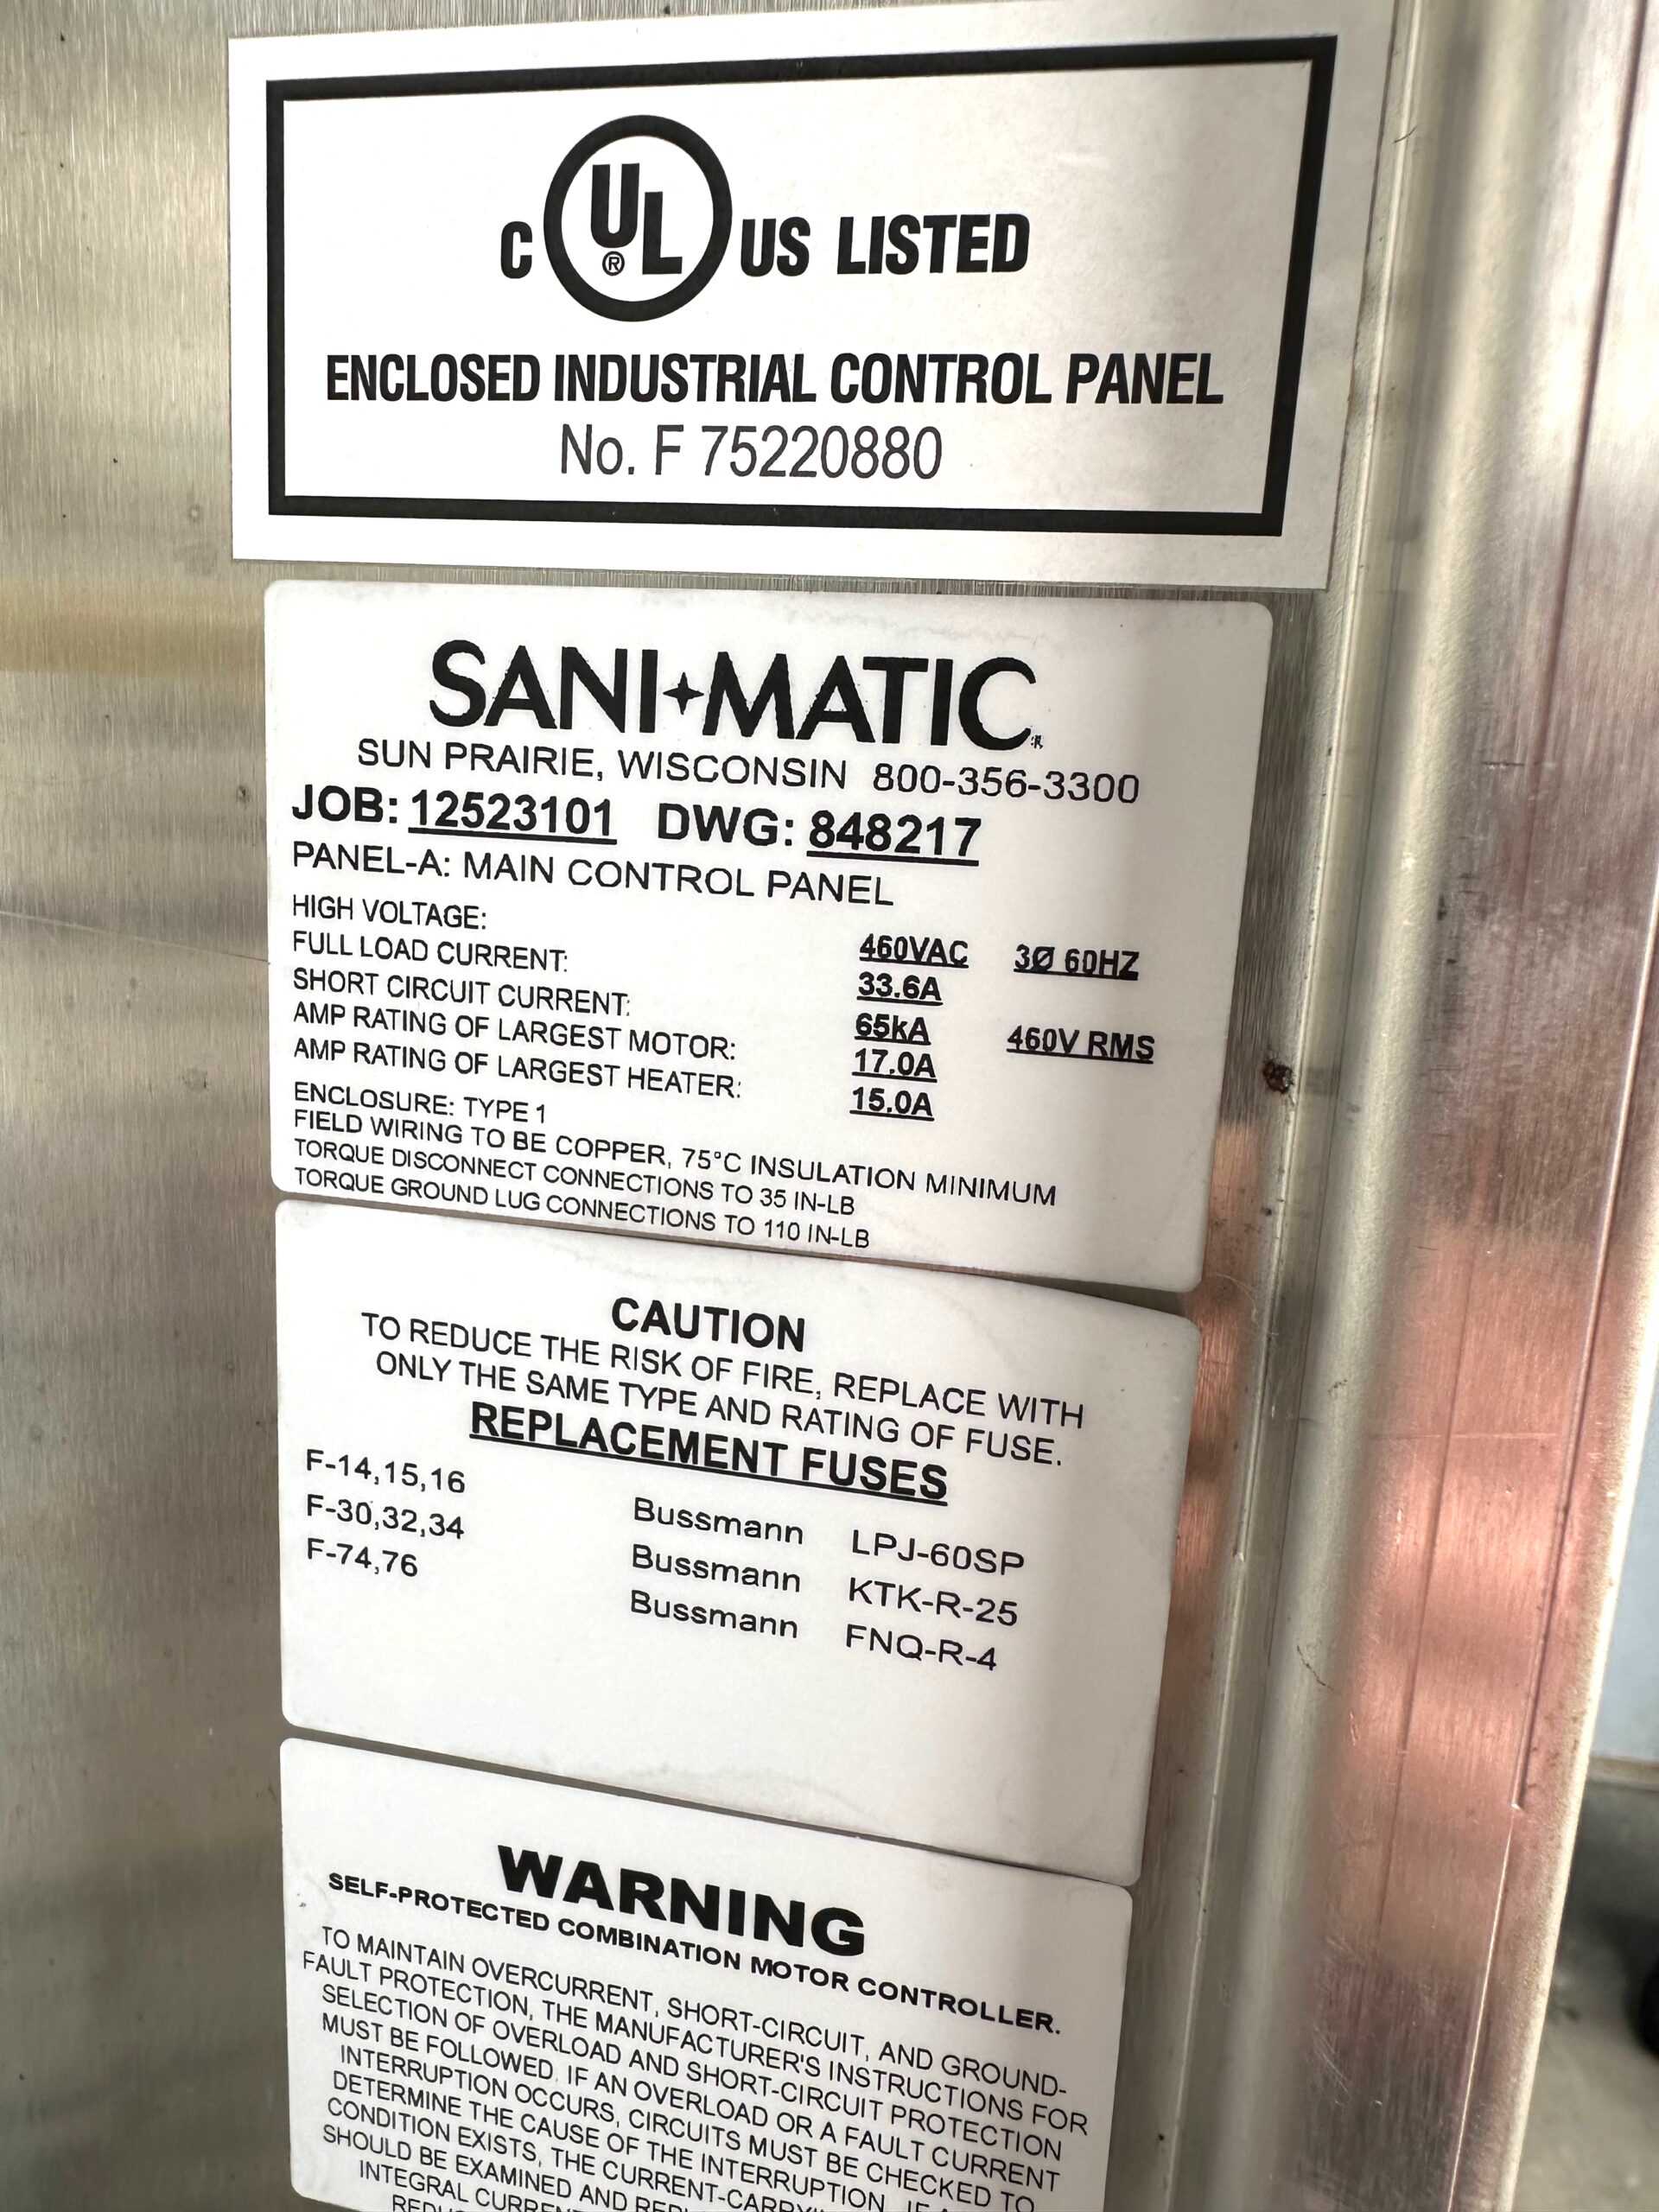 C UL® US LISTED
ENCLOSED INDUSTRIAL CONTROL PANEL
No. F 75220880
SANI✦MATIC®
SUN PRAIRIE, WISCONSIN 800-356-3300
JOB: 12523101 DWG: 848217
PANEL-A: MAIN CONTROL PANEL
HIGH VOLTAGE: 460VAC 3Ø 60HZ
FULL LOAD CURRENT: 33.6A
SHORT CIRCUIT CURRENT: 65kA 460V RMS
AMP RATING OF LARGEST MOTOR: 17.0A
AMP RATING OF LARGEST HEATER: 15.0A
ENCLOSURE: TYPE 1
FIELD WIRING TO BE COPPER, 75°C INSULATION MINIMUM
TORQUE DISCONNECT CONNECTIONS TO 35 IN-LB
TORQUE GROUND LUG CONNECTIONS TO 110 IN-LB
CAUTION
TO REDUCE THE RISK OF FIRE, REPLACE WITH
ONLY THE SAME TYPE AND RATING OF FUSE.
REPLACEMENT FUSES
F-14,15,16 Bussmann LPJ-60SP
F-30,32,34 Bussmann KTK-R-25
F-74,76 Bussmann FNQ-R-4
WARNING
SELF-PROTECTED COMBINATION MOTOR CONTROLLER.
TO MAINTAIN OVERCURRENT, SHORT-CIRCUIT, AND GROUND-
FAULT PROTECTION, THE MANUFACTURER'S INSTRUCTIONS FOR
SELECTION OF OVERLOAD AND SHORT-CIRCUIT PROTECTION
MUST BE FOLLOWED. IF AN OVERLOAD OR A FAULT CURRENT
INTERRUPTION OCCURS, CIRCUITS MUST BE CHECKED TO
DETERMINE THE CAUSE OF THE INTERRUPTION. IF A
CONDITION EXISTS, THE CURRENT-CARRYI
SHOULD BE EXAMINED AND REPL
INTEGRAL CURREN
REDU